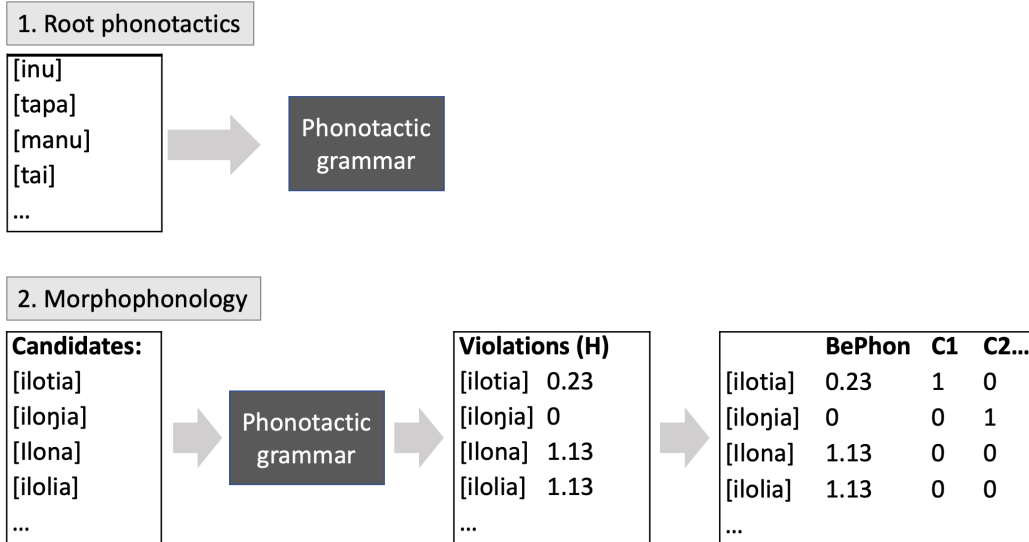 1. Root phonotactics
[inu]
[tapa]
[manu]
[tai]
...
Phonotactic
grammar
2. Morphophonology
Candidates:
[ilotia]
[iloŋia]
[Ilona]
[ilolia]
...
Phonotactic
grammar
Violations (H)
[ilotia] 0.23
[iloŋia] 0
[Ilona] 1.13
[ilolia] 1.13
...
BePhon C1 C2...
[ilotia] 0.23 1 0
[iloŋia] 0 0 1
[Ilona] 1.13 0 0
[ilolia] 1.13 0 0
...